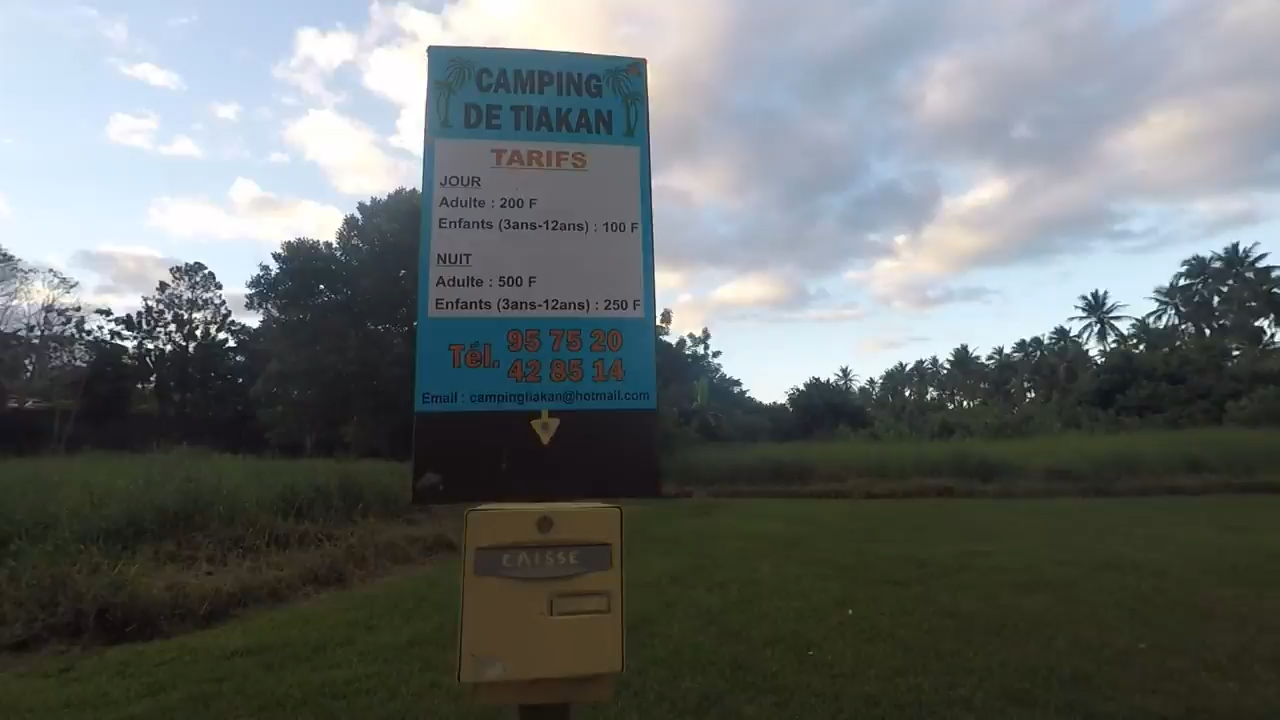 CAMPING
DE TIAKAN
TARIFS
JOUR
Adulte : 200 F
Enfants (3ans-12ans) : 100 F
NUIT
Adulte : 500 F
Enfants (3ans-12ans) : 250 F
Tél. 95 75 20
42 85 14
Email : campingtiakan@hotmail.com
CAISSE